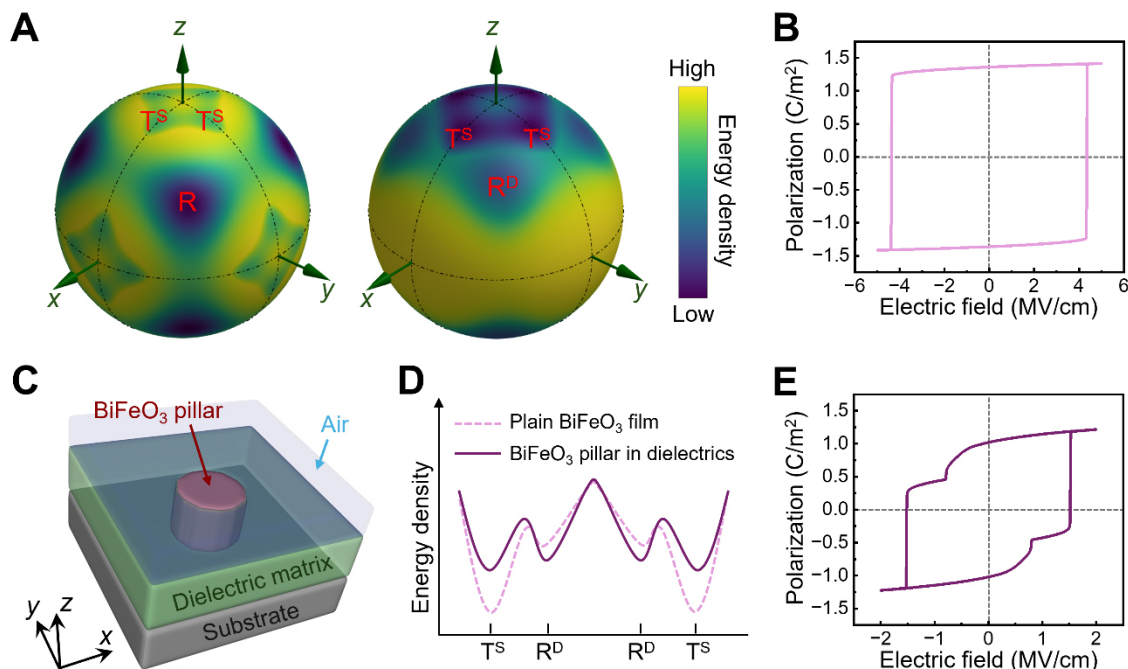 A
z
T^S T^S
R
x
y
z
T^S T^S
R^D
x
y
High
Energy density
Low
B
Polarization (C/m²)
1.5
1.0
0.5
0.0
-0.5
-1.0
-1.5
-6 -4 -2 0 2 4 6
Electric field (MV/cm)
C
BiFeO₃ pillar
Air
Dielectric matrix
Substrate
y z x
D
Energy density
Plain BiFeO₃ film
BiFeO₃ pillar in dielectrics
T^S R^D R^D T^S
E
Polarization (C/m²)
1.5
1.0
0.5
0.0
-0.5
-1.0
-1.5
-2 -1 0 1 2
Electric field (MV/cm)